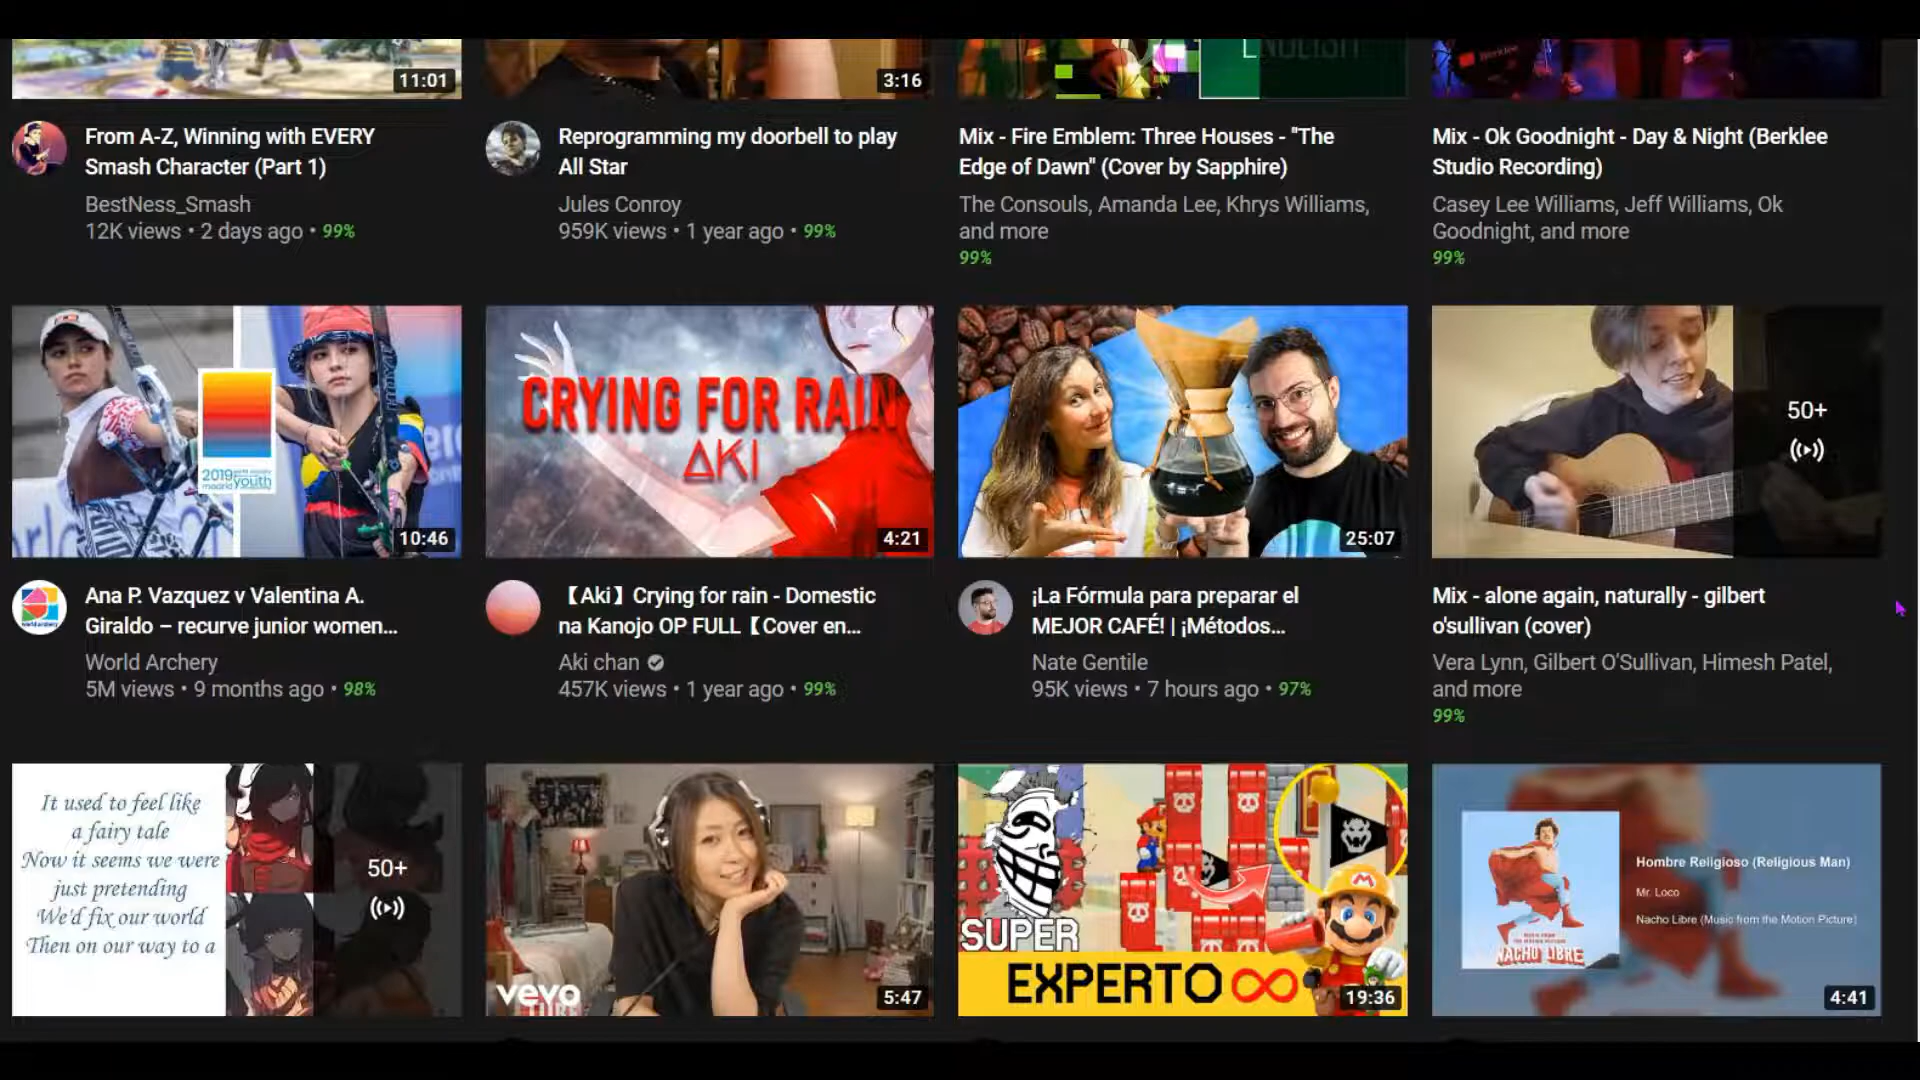 11:01
3:16
ENGLISH
From A-Z, Winning with EVERY
Smash Character (Part 1)
BestNess_Smash
12K views • 2 days ago • 99%
Reprogramming my doorbell to play
All Star
Jules Conroy
959K views • 1 year ago • 99%
Mix - Fire Emblem: Three Houses - "The
Edge of Dawn" (Cover by Sapphire)
The Consouls, Amanda Lee, Khrys Williams,
and more
99%
Mix - Ok Goodnight - Day & Night (Berklee
Studio Recording)
Casey Lee Williams, Jeff Williams, Ok
Goodnight, and more
99%
2019
madrid youth
10:46
CRYING FOR RAIN
AKI
4:21
25:07
50+
Ana P. Vazquez v Valentina A.
Giraldo – recurve junior women...
World Archery
5M views • 9 months ago • 98%
【Aki】Crying for rain - Domestic
na Kanojo OP FULL【Cover en...
Aki chan
457K views • 1 year ago • 99%
¡La Fórmula para preparar el
MEJOR CAFÉ! | ¡Métodos...
Nate Gentile
95K views • 7 hours ago • 97%
Mix - alone again, naturally - gilbert
o'sullivan (cover)
Vera Lynn, Gilbert O'Sullivan, Himesh Patel,
and more
99%
It used to feel like
a fairy tale
Now it seems we were
just pretending
We'd fix our world
Then on our way to a
50+
vevo
5:47
SUPER
EXPERTO
19:36
Hombre Religioso (Religious Man)
Mr. Loco
Nacho Libre (Music from the Motion Picture)
NACHO LIBRE
4:41